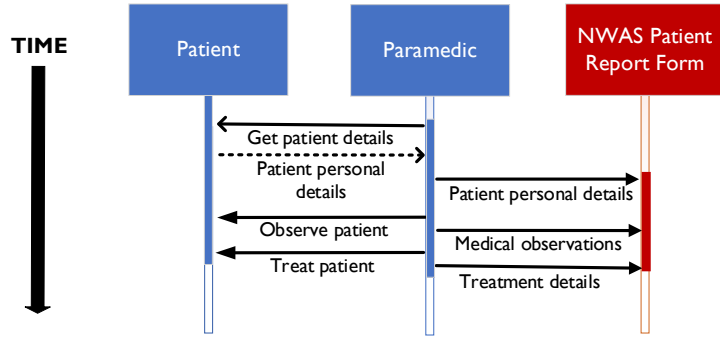 TIME
Patient
Paramedic
NWAS Patient
Report Form
Get patient details
Patient personal
details
Patient personal details
Observe patient
Medical observations
Treat patient
Treatment details